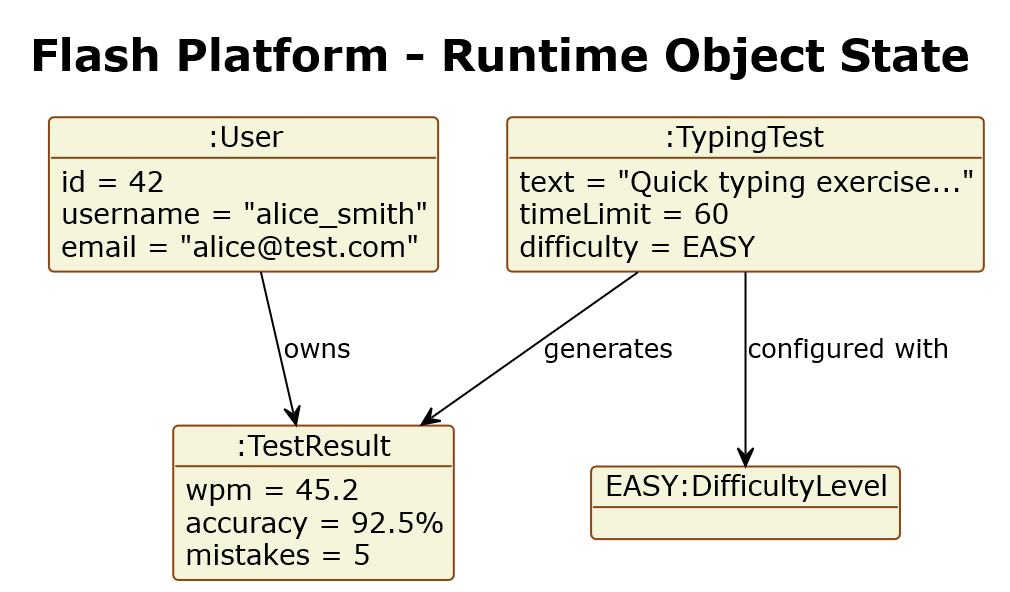 Flash Platform – Runtime Object State
:User
id = 42
username = "alice_smith"
email = "alice@test.com"
:TypingTest
text = "Quick typing exercise..."
timeLimit = 60
difficulty = EASY
owns
generates
configured with
:TestResult
wpm = 45.2
accuracy = 92.5%
mistakes = 5
EASY:DifficultyLevel